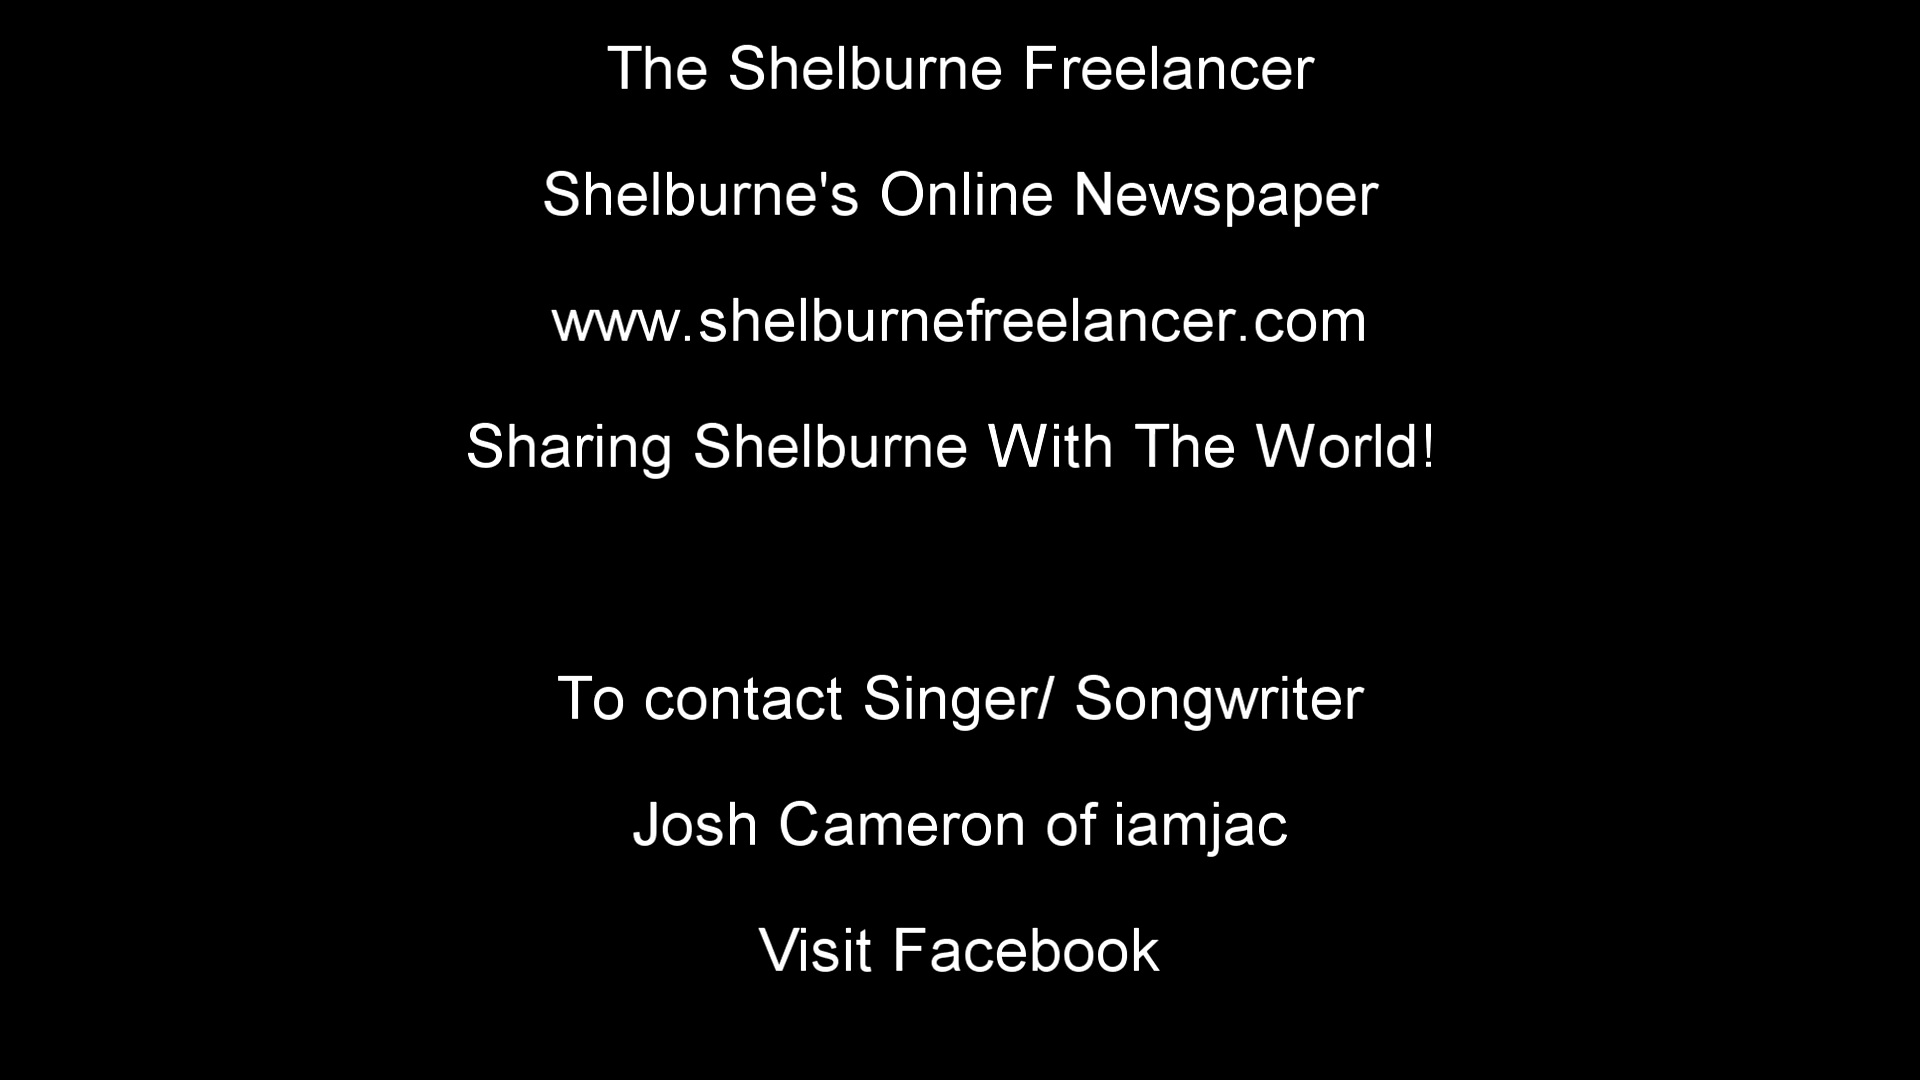 The Shelburne Freelancer
Shelburne's Online Newspaper
www.shelburnefreelancer.com
Sharing Shelburne With The World!
To contact Singer/ Songwriter
Josh Cameron of iamjac
Visit Facebook